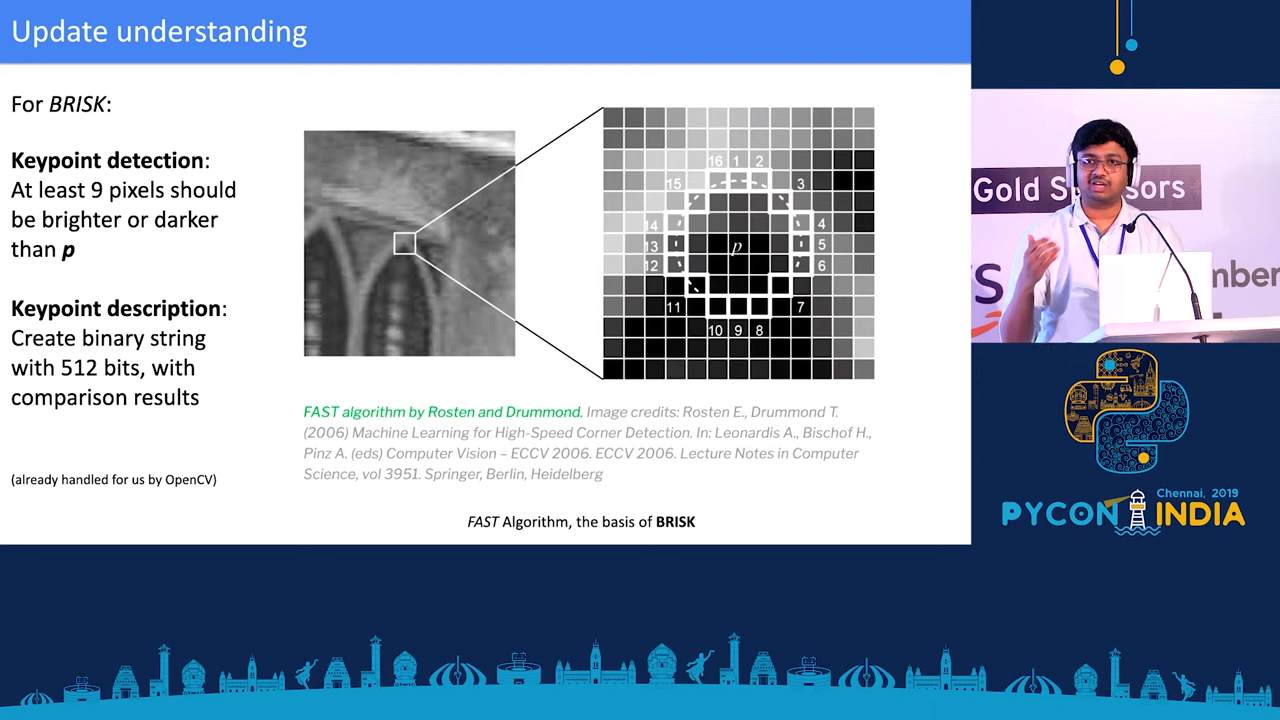 Update understanding
For BRISK:
Keypoint detection:
At least 9 pixels should
be brighter or darker
than p
Keypoint description:
Create binary string
with 512 bits, with
comparison results
(already handled for us by OpenCV)
16 1 2
15 3
14 4
13 p 5
12 6
11 7
10 9 8
FAST algorithm by Rosten and Drummond. Image credits: Rosten E., Drummond T.
(2006) Machine Learning for High-Speed Corner Detection. In: Leonardis A., Bischof H.,
Pinz A. (eds) Computer Vision – ECCV 2006. ECCV 2006. Lecture Notes in Computer
Science, vol 3951. Springer, Berlin, Heidelberg
FAST Algorithm, the basis of BRISK
Gold Sp sors
mber
Chennai, 2019
PYCON INDIA